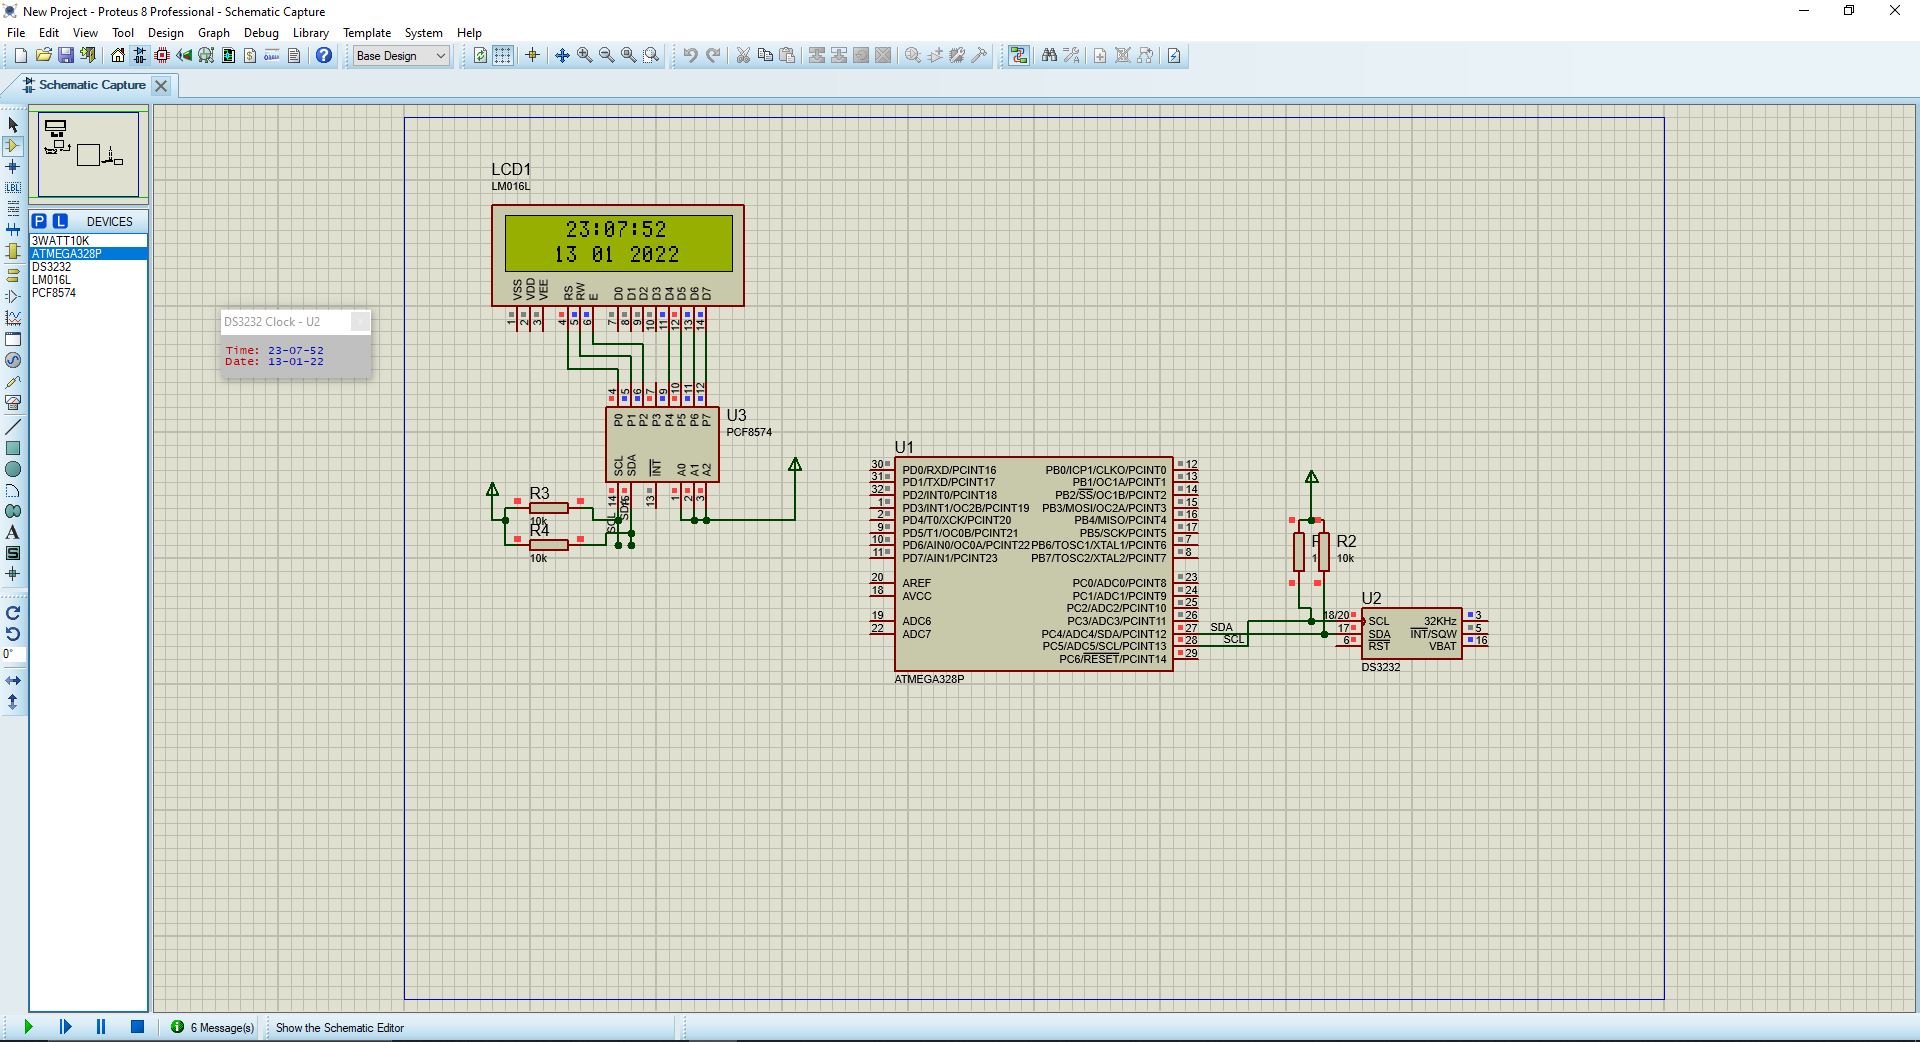 New Project - Proteus 8 Professional - Schematic Capture
File Edit View Tool Design Graph Debug Library Template System Help
Base Design
Schematic Capture
P L DEVICES
3WATT10K
ATMEGA328P
DS3232
LM016L
PCF8574
LBL
A
S
0°
LCD1
LM016L
23:07:52
13 01 2022
VSS VDD VEE RS RW E D0 D1 D2 D3 D4 D5 D6 D7
1 2 3 4 5 6 7 8 9 10 11 12 13 14
DS3232 Clock - U2
Time: 23-07-52
Date: 13-01-22
4 5 6 7 9 10 11 12
P0 P1 P2 P3 P4 P5 P6 P7
U3
PCF8574
SCL SDA INT A0 A1 A2
14 15 13 1 2 3
SCL SDA
R3
10k
R4
10k
U1
30 PD0/RXD/PCINT16 PB0/ICP1/CLKO/PCINT0 12
31 PD1/TXD/PCINT17 PB1/OC1A/PCINT1 13
32 PD2/INT0/PCINT18 PB2/SS/OC1B/PCINT2 14
1 PD3/INT1/OC2B/PCINT19 PB3/MOSI/OC2A/PCINT3 15
2 PD4/T0/XCK/PCINT20 PB4/MISO/PCINT4 16
9 PD5/T1/OC0B/PCINT21 PB5/SCK/PCINT5 17
10 PD6/AIN0/OC0A/PCINT22 PB6/TOSC1/XTAL1/PCINT6 7
11 PD7/AIN1/PCINT23 PB7/TOSC2/XTAL2/PCINT7 8
20 AREF PC0/ADC0/PCINT8 23
18 AVCC PC1/ADC1/PCINT9 24
PC2/ADC2/PCINT10 25
19 ADC6 PC3/ADC3/PCINT11 26
22 ADC7 PC4/ADC4/SDA/PCINT12 27 SDA
PC5/ADC5/SCL/PCINT13 28 SCL
PC6/RESET/PCINT14 29
ATMEGA328P
R2
10k
U2
18/20 SCL 32KHz 3
17 SDA INT/SQW 5
6 RST VBAT 16
DS3232
6 Message(s) Show the Schematic Editor